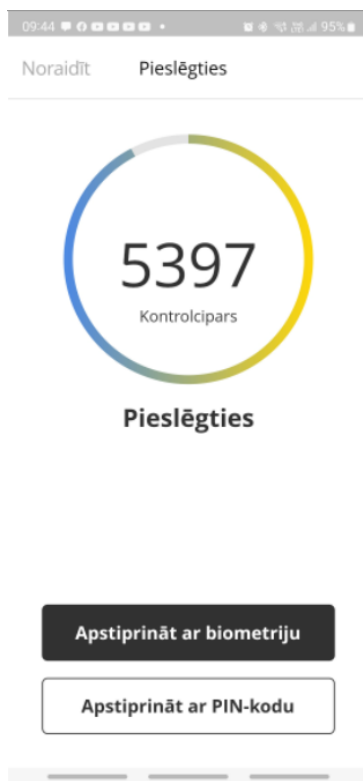 09:44
95%
Noraidīt Pieslēgties
5397
Kontrolcipars
Pieslēgties
Apstiprināt ar biometriju
Apstiprināt ar PIN-kodu